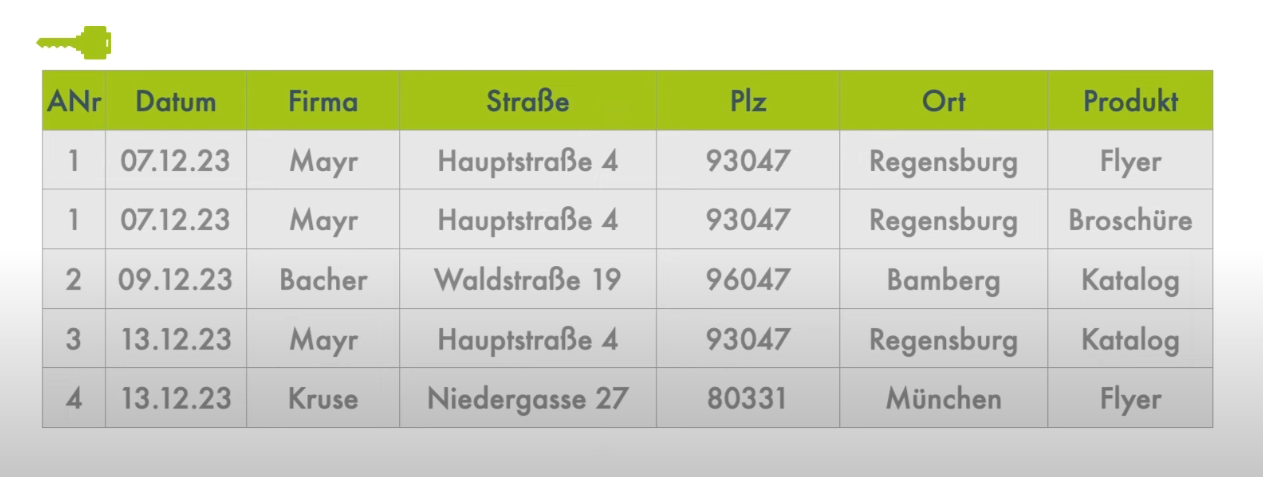 ANr Datum Firma Straße Plz Ort Produkt
1 07.12.23 Mayr Hauptstraße 4 93047 Regensburg Flyer
1 07.12.23 Mayr Hauptstraße 4 93047 Regensburg Broschüre
2 09.12.23 Bacher Waldstraße 19 96047 Bamberg Katalog
3 13.12.23 Mayr Hauptstraße 4 93047 Regensburg Katalog
4 13.12.23 Kruse Niedergasse 27 80331 München Flyer